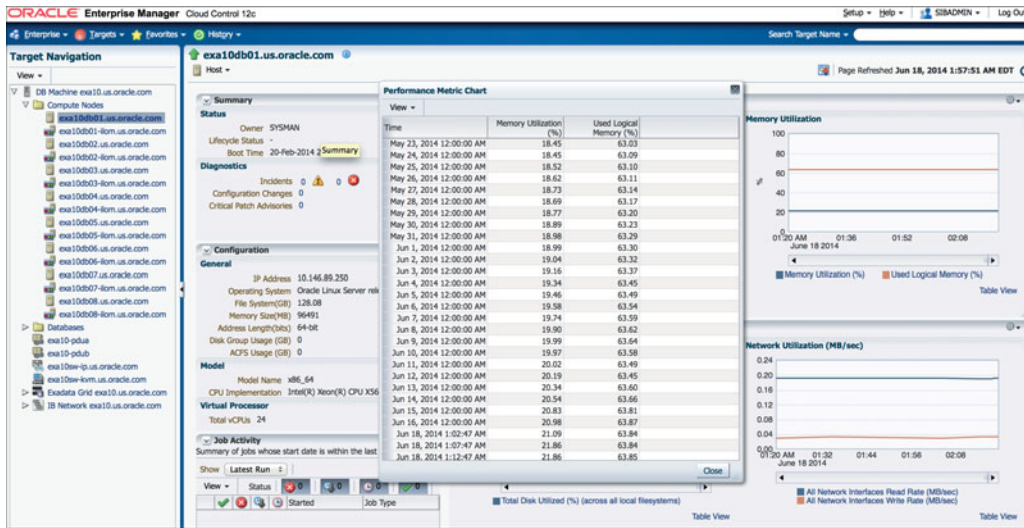 ORACLE Enterprise Manager Cloud Control 12c
Setup Help SIBADMIN Log Ou
Enterprise Targets Favorites History
Search Target Name
Target Navigation
View
DB Machine exa10.us.oracle.com
Compute Nodes
exa10db01.us.oracle.com
exa10db01-ilom.us.oracle.com
exa10db02.us.oracle.com
exa10db02-ilom.us.oracle.com
exa10db03.us.oracle.com
exa10db03-ilom.us.oracle.com
exa10db04.us.oracle.com
exa10db04-ilom.us.oracle.com
exa10db05.us.oracle.com
exa10db05-ilom.us.oracle.com
exa10db06.us.oracle.com
exa10db06-ilom.us.oracle.com
exa10db07.us.oracle.com
exa10db07-ilom.us.oracle.com
exa10db08.us.oracle.com
exa10db08-ilom.us.oracle.com
Databases
exa10-pdua
exa10-pdub
exa10sw-ip.us.oracle.com
exa10sw-kvm.us.oracle.com
Exadata Grid exa10.us.oracle.com
IB Network exa10.us.oracle.com
exa10db01.us.oracle.com
Host
Page Refreshed Jun 18, 2014 1:57:51 AM EDT
Summary
Status
Owner SYSMAN
Lifecycle Status -
Boot Time 20-Feb-2014 2
Summary
Diagnostics
Incidents 0 0
Configuration Changes 0
Critical Patch Advisories 0
Configuration
General
IP Address 10.146.89.250
Operating System Oracle Linux Server rel
File System(GB) 128.08
Memory Size(MB) 96491
Address Length(bits) 64-bit
Disk Group Usage (GB) 0
ACFS Usage (GB) 0
Model
Model Name x86_64
CPU Implementation Intel(R) Xeon(R) CPU X56
Virtual Processor
Total vCPUs 24
Job Activity
Summary of jobs whose start date is within the last
Show Latest Run
View Status 0 0 0 0
Started Job Type
Performance Metric Chart
View
Time Memory Utilization (%) Used Logical Memory (%)
May 23, 2014 12:00:00 AM 18.45 63.03
May 24, 2014 12:00:00 AM 18.45 63.09
May 25, 2014 12:00:00 AM 18.52 63.10
May 26, 2014 12:00:00 AM 18.62 63.11
May 27, 2014 12:00:00 AM 18.73 63.14
May 28, 2014 12:00:00 AM 18.69 63.17
May 29, 2014 12:00:00 AM 18.77 63.20
May 30, 2014 12:00:00 AM 18.89 63.23
May 31, 2014 12:00:00 AM 18.98 63.29
Jun 1, 2014 12:00:00 AM 18.99 63.30
Jun 2, 2014 12:00:00 AM 19.04 63.32
Jun 3, 2014 12:00:00 AM 19.16 63.37
Jun 4, 2014 12:00:00 AM 19.34 63.45
Jun 5, 2014 12:00:00 AM 19.46 63.49
Jun 6, 2014 12:00:00 AM 19.58 63.54
Jun 7, 2014 12:00:00 AM 19.74 63.59
Jun 8, 2014 12:00:00 AM 19.90 63.62
Jun 9, 2014 12:00:00 AM 19.99 63.64
Jun 10, 2014 12:00:00 AM 19.97 63.58
Jun 11, 2014 12:00:00 AM 20.02 63.49
Jun 12, 2014 12:00:00 AM 20.19 63.45
Jun 13, 2014 12:00:00 AM 20.34 63.60
Jun 14, 2014 12:00:00 AM 20.54 63.66
Jun 15, 2014 12:00:00 AM 20.83 63.81
Jun 16, 2014 12:00:00 AM 20.98 63.87
Jun 18, 2014 1:02:47 AM 21.09 63.84
Jun 18, 2014 1:07:47 AM 21.86 63.84
Jun 18, 2014 1:12:47 AM 21.86 63.85
Close
Total Disk Utilized (%) (across all local filesystems)
Table View
Memory Utilization
100
80
60
40
20
0
%
01:20 AM 01:36 01:52 02:08
June 18 2014
Memory Utilization (%) Used Logical Memory (%)
Table View
Network Utilization (MB/sec)
0.24
0.20
0.16
0.12
0.08
0.04
0.00
01:20 AM 01:32 01:44 01:56 02:08
June 18 2014
All Network Interfaces Read Rate (MB/sec)
All Network Interfaces Write Rate (MB/sec)
Table View